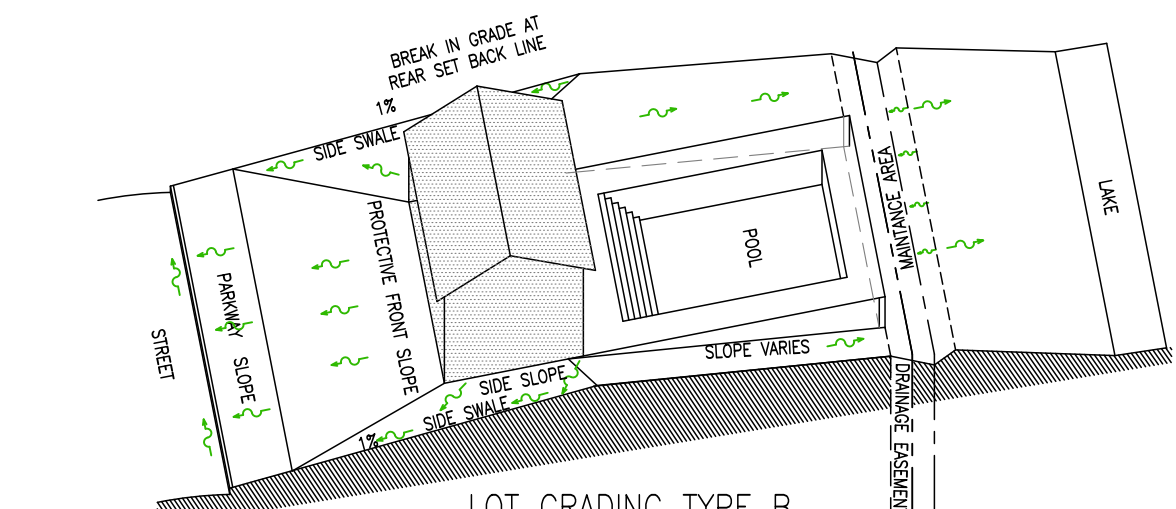 BREAK IN GRADE AT
REAR SET BACK LINE
1%
SIDE SWALE
PROTECTIVE FRONT SLOPE
PARKWAY SLOPE
STREET
POOL
MAINTANCE AREA
LAKE
SLOPE VARIES
SIDE SLOPE
SIDE SWALE
1%
DRAINAGE EASEMEN
LOT GRADING TYPE B